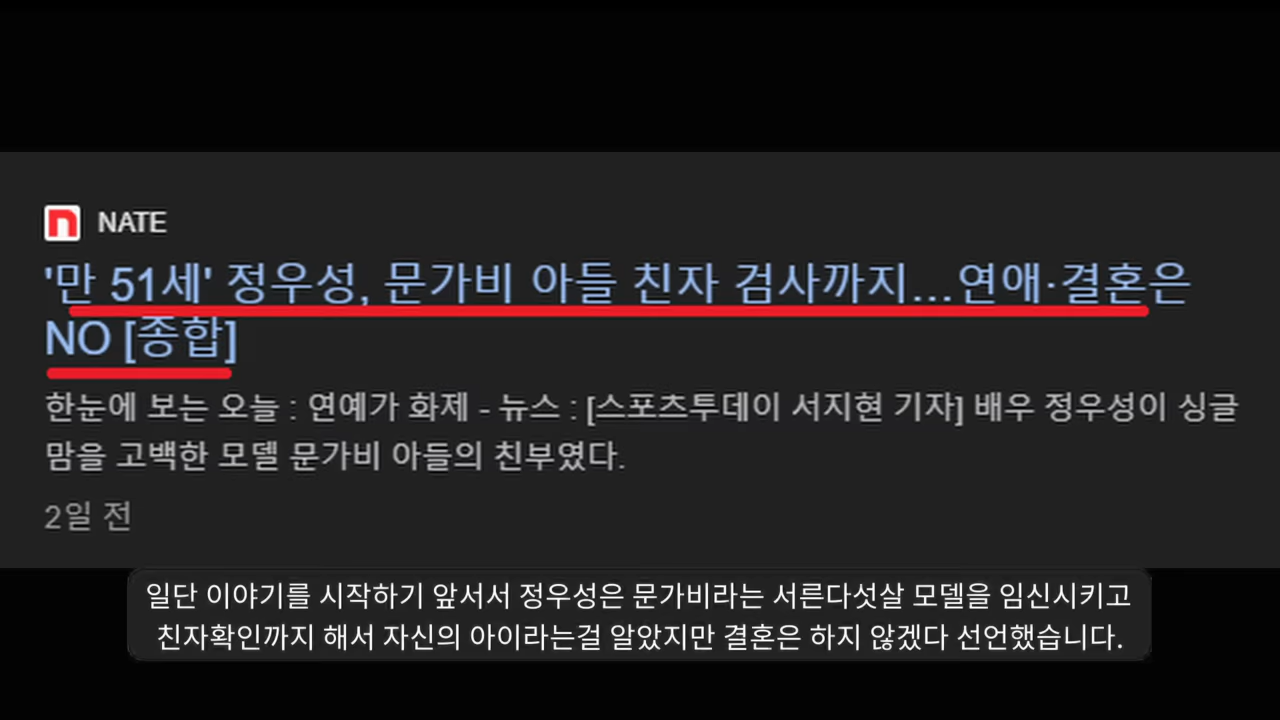 NATE
'만 51세' 정우성, 문가비 아들 친자 검사까지...연애·결혼은
NO [종합]
한눈에 보는 오늘 : 연예가 화제 - 뉴스 : [스포츠투데이 서지현 기자] 배우 정우성이 싱글
맘을 고백한 모델 문가비 아들의 친부였다.
2일 전
일단 이야기를 시작하기 앞서서 정우성은 문가비라는 서른다섯살 모델을 임신시키고
친자확인까지 해서 자신의 아이라는걸 알았지만 결혼은 하지 않겠다 선언했습니다.